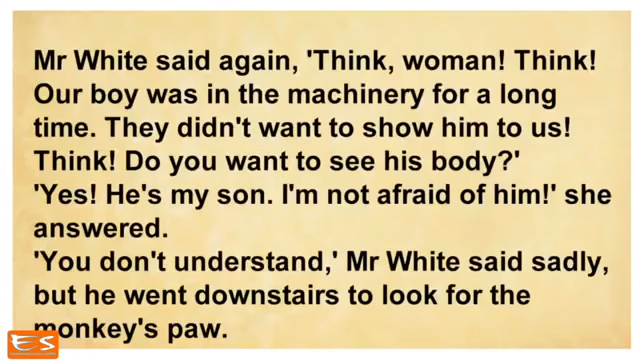 Mr White said again, 'Think, woman! Think!
Our boy was in the machinery for a long
time. They didn't want to show him to us!
Think! Do you want to see his body?'
'Yes! He's my son. I'm not afraid of him!' she
answered.
'You don't understand,' Mr White said sadly,
but he went downstairs to look for the
monkey's paw.
ES